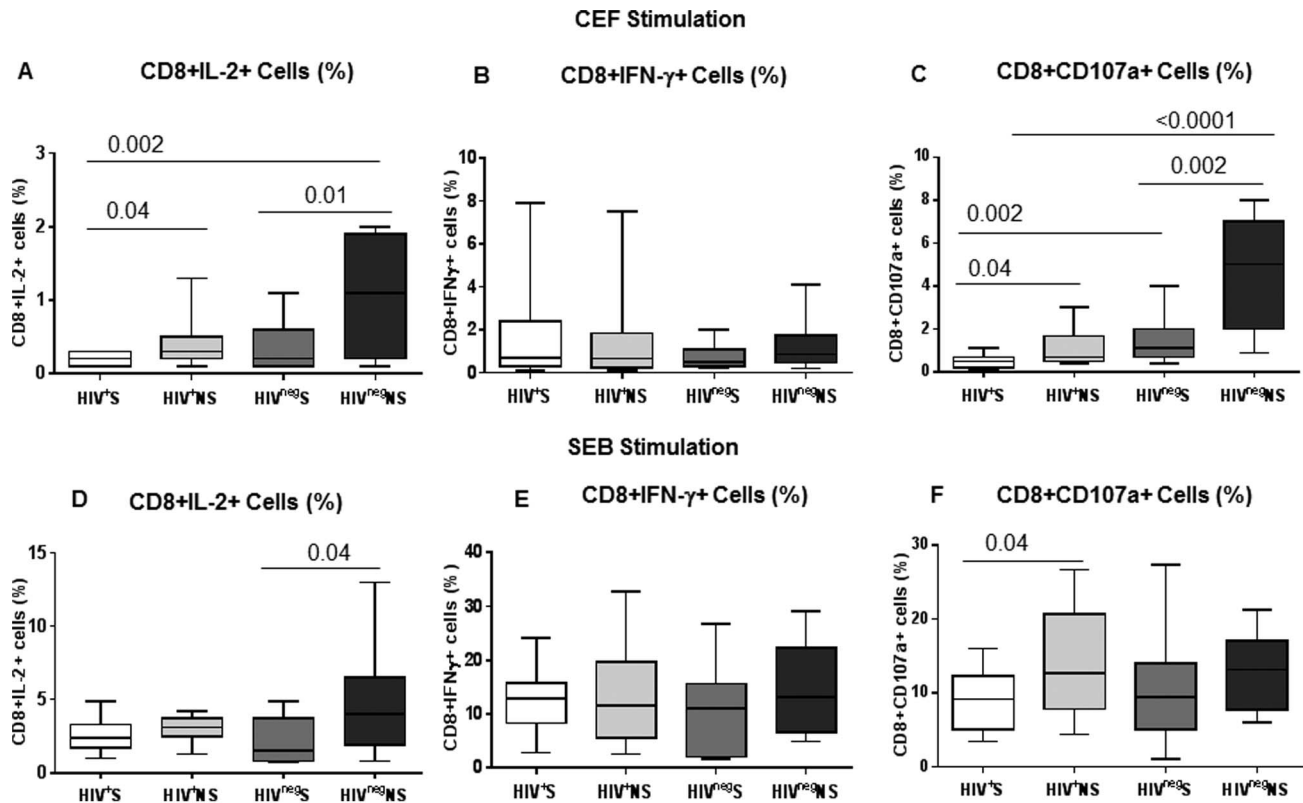 CEF Stimulation
A
CD8+IL-2+ Cells (%)
CD8+IL-2+ cells (%)
3
2
1
0
0.002
0.01
0.04
HIV⁺S
HIV⁺NS
HIVⁿᵉᵍS
HIVⁿᵉᵍNS
B
CD8+IFN-γ+ Cells (%)
CD8+IFNγ+ cells (%)
10
8
6
4
2
0
HIV⁺S
HIV⁺NS
HIVⁿᵉᵍS
HIVⁿᵉᵍNS
C
CD8+CD107a+ Cells (%)
CD8+CD107a+ cells (%)
10
8
6
4
2
0
<0.0001
0.002
0.002
0.04
HIV⁺S
HIV⁺NS
HIVⁿᵉᵍS
HIVⁿᵉᵍNS
SEB Stimulation
D
CD8+IL-2+ Cells (%)
CD8+IL-2+ cells (%)
15
10
5
0
0.04
HIV⁺S
HIV⁺NS
HIVⁿᵉᵍS
HIVⁿᵉᵍNS
E
CD8+IFN-γ+ Cells (%)
CD8+IFNγ+ cells (%)
40
30
20
10
0
HIV⁺S
HIV⁺NS
HIVⁿᵉᵍS
HIVⁿᵉᵍNS
F
CD8+CD107a+ Cells (%)
CD8+CD107a+ cells (%)
30
20
10
0
0.04
HIV⁺S
HIV⁺NS
HIVⁿᵉᵍS
HIVⁿᵉᵍNS